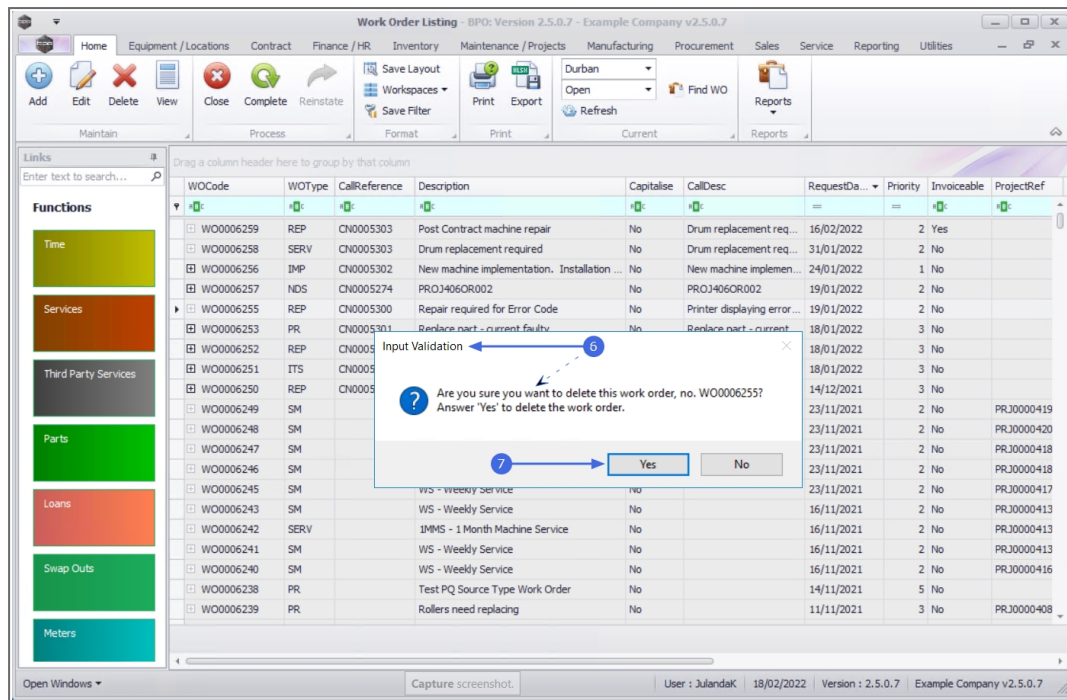 Work Order Listing - BPO: Version 2.5.0.7 - Example Company v2.5.0.7
Home Equipment / Locations Contract Finance / HR Inventory Maintenance / Projects Manufacturing Procurement Sales Service Reporting Utilities
Add Edit Delete View Close Complete Reinstate Save Layout Workspaces Save Filter Print Export Durban Open Refresh Find WO Reports
Maintain Process Format Print Current Reports
Links
Enter text to search...
Functions
Time
Services
Third Party Services
Parts
Loans
Swap Outs
Meters
Drag a column header here to group by that column
WOCode WOType CallReference Description Capitalise CallDesc RequestDa... Priority Invoiceable ProjectRef
WO0006259 REP CN0005303 Post Contract machine repair No Drum replacement req... 16/02/2022 2 Yes
WO0006258 SERV CN0005303 Drum replacement required No Drum replacement req... 31/01/2022 2 No
WO0006256 IMP CN0005302 New machine implementation. Installation ... No New machine implemen... 24/01/2022 1 No
WO0006257 NDS CN0005274 PROJ406OR002 No PROJ406OR002 19/01/2022 2 No
WO0006255 REP CN0005300 Repair required for Error Code No Printer displaying error... 19/01/2022 2 No
WO0006253 PR CN0005301 Replace part - current faulty No Replace part - current 18/01/2022 3 No
WO0006252 REP CN0005 18/01/2022 3 No
WO0006251 ITS CN0005 18/01/2022 3 No
WO0006250 REP CN0005 14/12/2021 3 No
WO0006249 SM 23/11/2021 2 No PRJ0000419
WO0006248 SM 23/11/2021 2 No PRJ0000420
WO0006247 SM 23/11/2021 2 No PRJ0000418
WO0006246 SM 23/11/2021 2 No PRJ0000418
WO0006245 SM WS - Weekly Service No 23/11/2021 2 No PRJ0000417
WO0006243 SM WS - Weekly Service No 16/11/2021 2 No PRJ0000413
WO0006242 SERV 1MMS - 1 Month Machine Service No 16/11/2021 2 No PRJ0000413
WO0006241 SM WS - Weekly Service No 16/11/2021 2 No PRJ0000413
WO0006240 SM WS - Weekly Service No 16/11/2021 2 No PRJ0000416
WO0006238 PR Test PQ Source Type Work Order No 14/11/2021 5 No
WO0006239 PR Rollers need replacing No 11/11/2021 3 No PRJ0000408
Input Validation 6
Are you sure you want to delete this work order, no. WO0006255?
Answer 'Yes' to delete the work order.
7 Yes No
Open Windows Capture screenshot. User : JulandaK 18/02/2022 Version : 2.5.0.7 Example Company v2.5.0.7